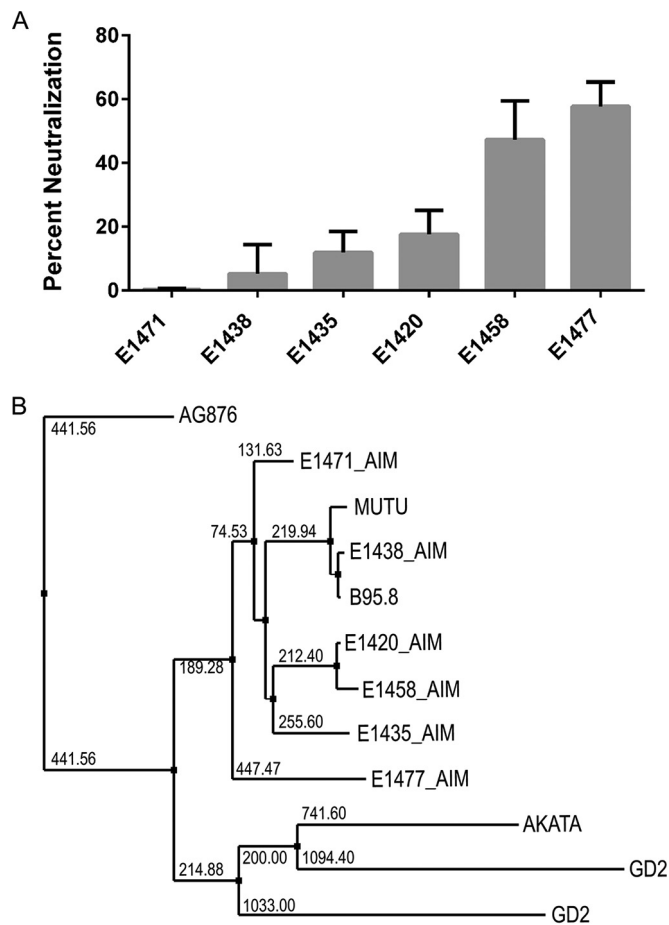 A
Percent Neutralization
80
60
40
20
0
E1471
E1438
E1435
E1420
E1458
E1477
B
AG876
441.56
131.63
E1471_AIM
MUTU
74.53
219.94
E1438_AIM
B95.8
E1420_AIM
212.40
189.28
E1458_AIM
255.60
E1435_AIM
441.56
447.47
E1477_AIM
741.60
AKATA
200.00
1094.40
214.88
GD2
1033.00
GD2